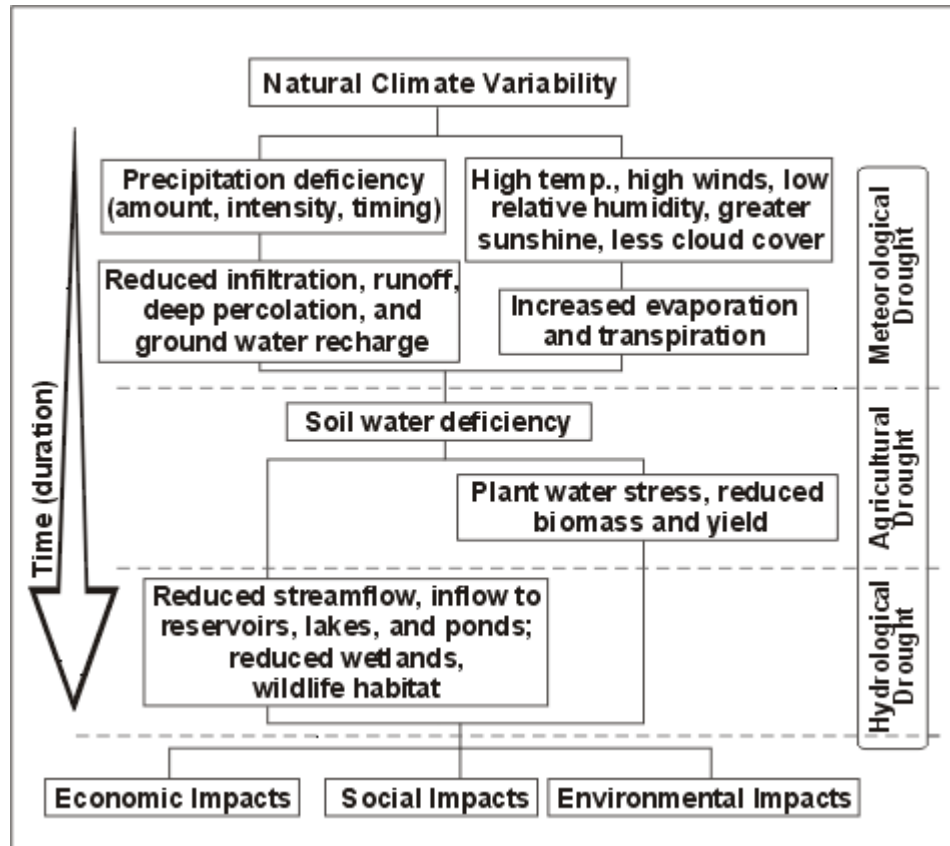 Natural Climate Variability
Precipitation deficiency
(amount, intensity, timing)
High temp., high winds, low
relative humidity, greater
sunshine, less cloud cover
Reduced infiltration, runoff,
deep percolation, and
ground water recharge
Increased evaporation
and transpiration
Meteorological
Drought
Time (duration)
Soil water deficiency
Plant water stress, reduced
biomass and yield
Agricultural
Drought
Reduced streamflow, inflow to
reservoirs, lakes, and ponds;
reduced wetlands,
wildlife habitat
Hydrological
Drought
Economic Impacts
Social Impacts
Environmental Impacts